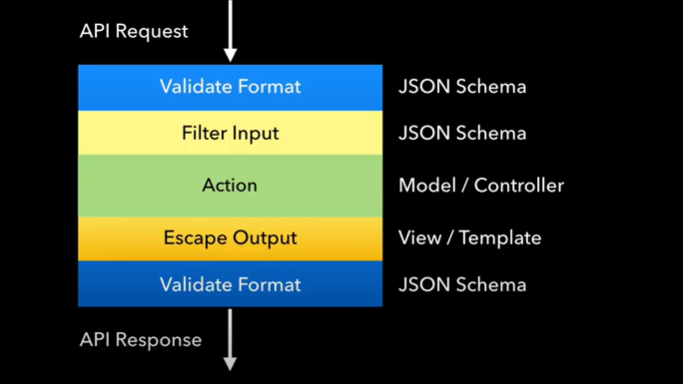 API Request
Validate Format JSON Schema
Filter Input JSON Schema
Action Model / Controller
Escape Output View / Template
Validate Format JSON Schema
API Response